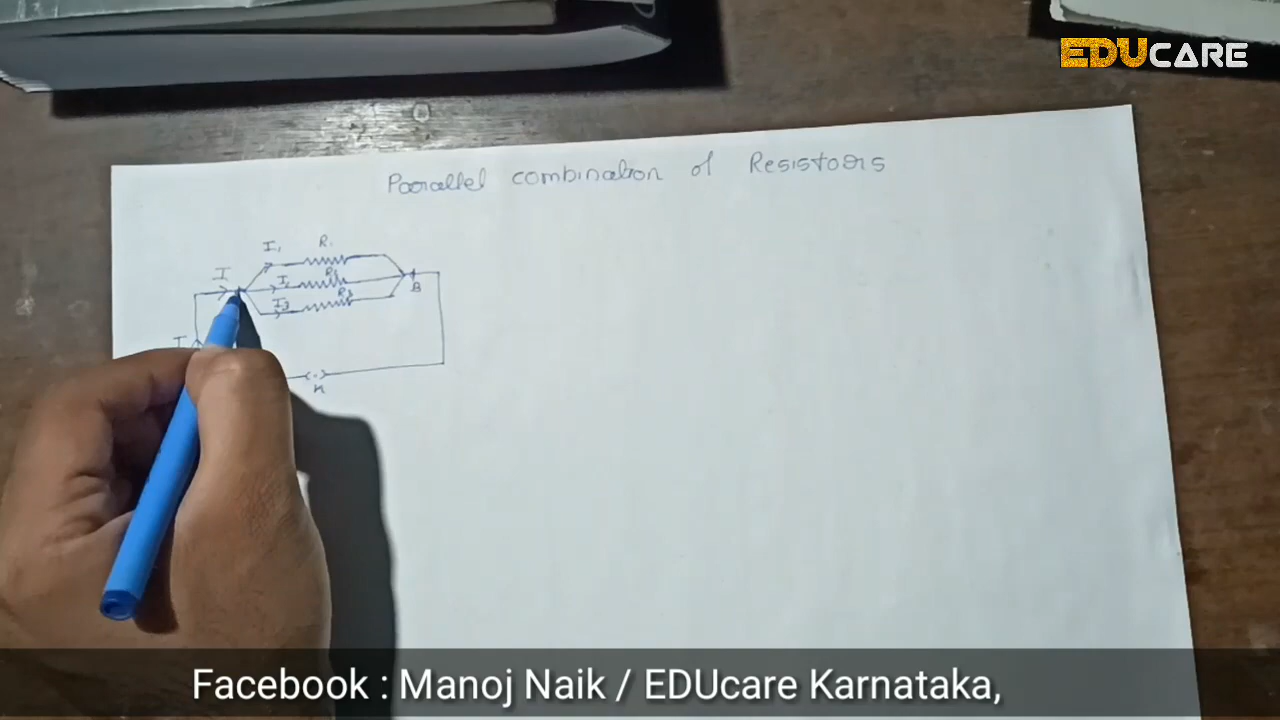 EDUCARE
Parallel combination of Resistors
I₁ R₁
I I₂ R₂
I₃ R₃
B
I
K
Facebook : Manoj Naik / EDUcare Karnataka,